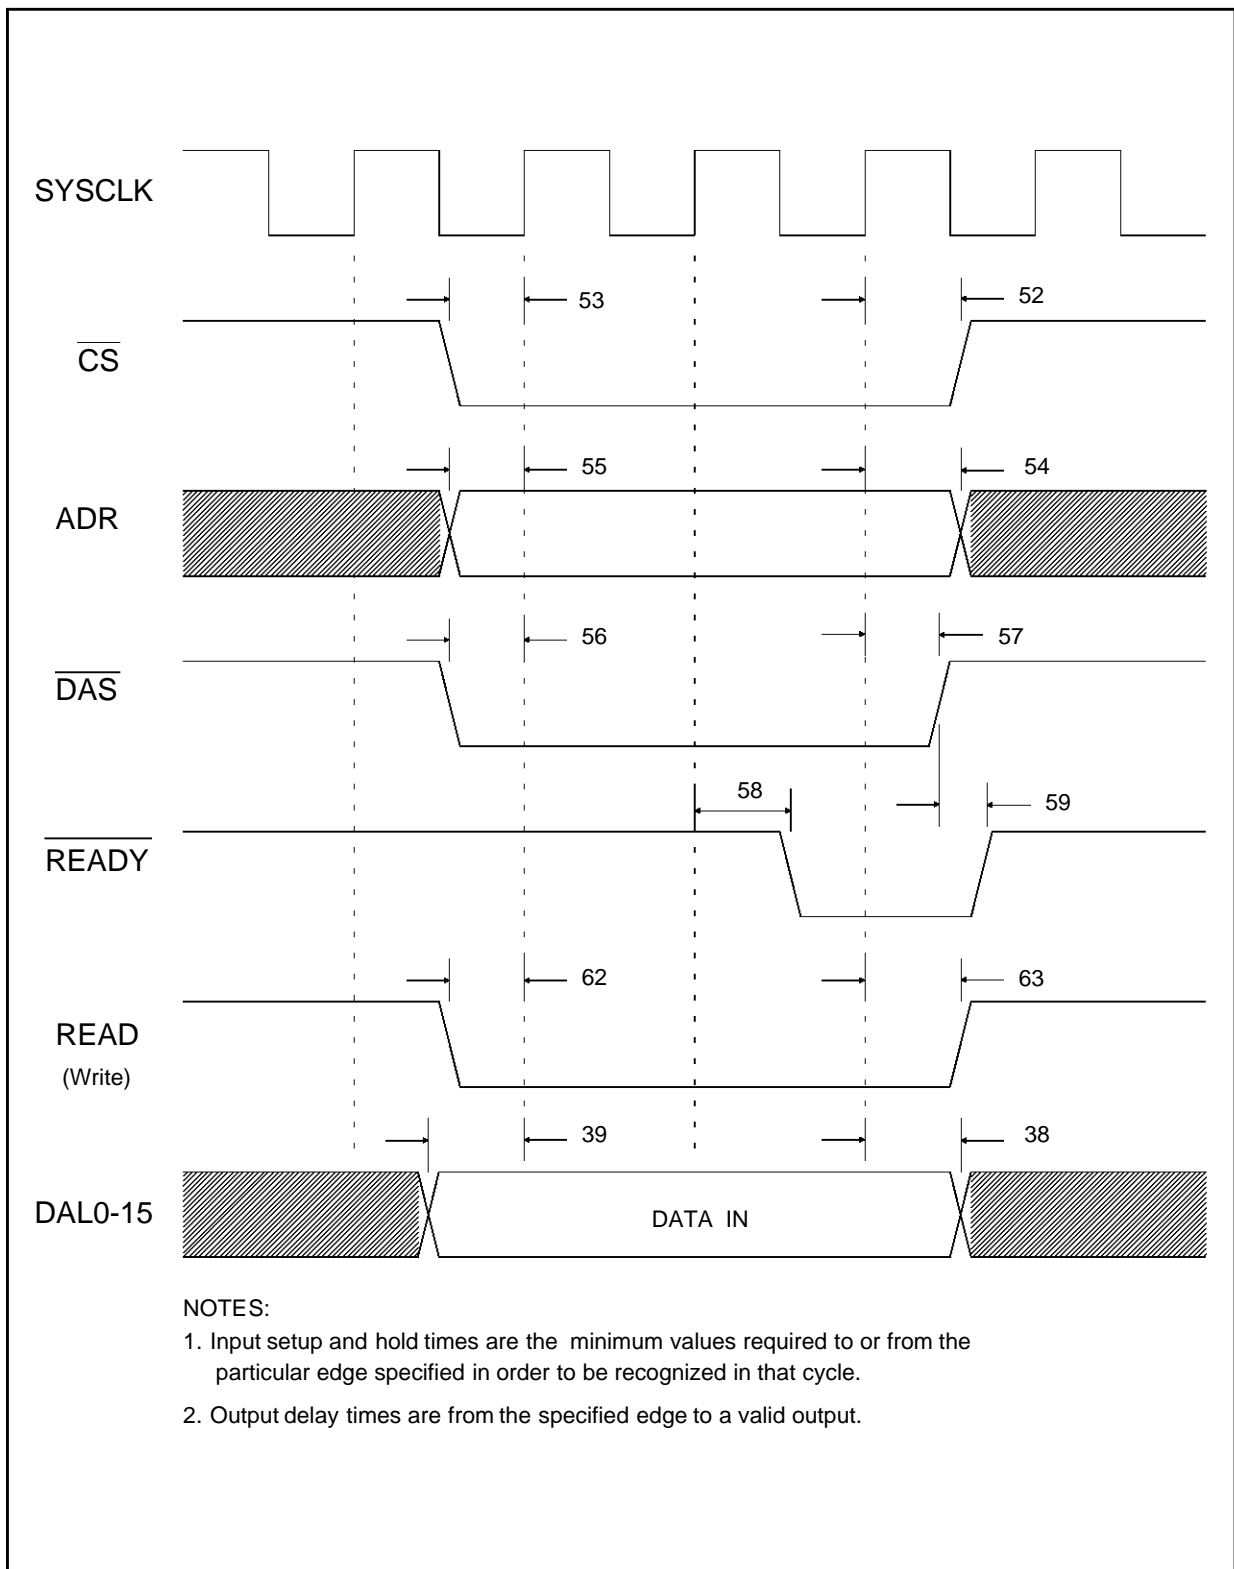 SYSCLK
53
52
CS
55
54
ADR
56
57
DAS
58
59
READY
62
63
READ
(Write)
39
38
DAL0-15
DATA IN
NOTES:
1. Input setup and hold times are the minimum values required to or from the
particular edge specified in order to be recognized in that cycle.
2. Output delay times are from the specified edge to a valid output.